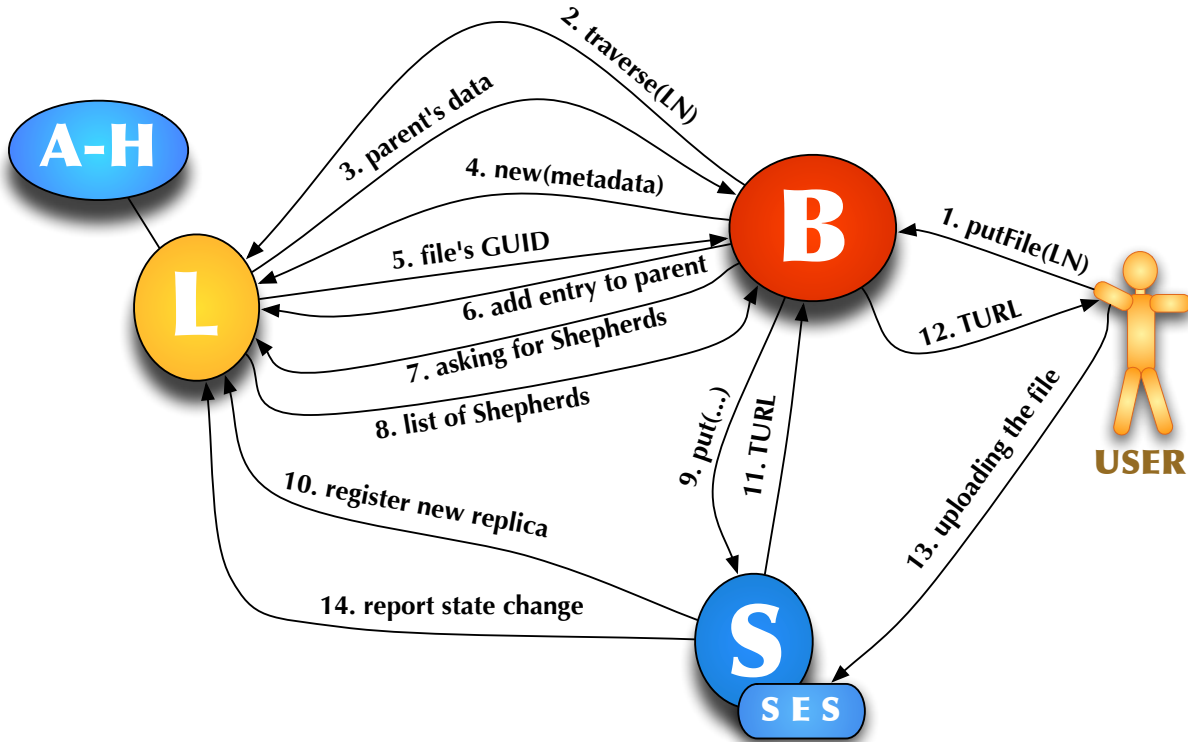 2. traverse(LN)
3. parent's data
A-H
4. new(metadata)
B
1. putFile(LN)
5. file's GUID
L
6. add entry to parent
7. asking for Shepherds
12. TURL
8. list of Shepherds
9. put(...)
11. TURL
USER
10. register new replica
13. uploading the file
14. report state change
S
S E S